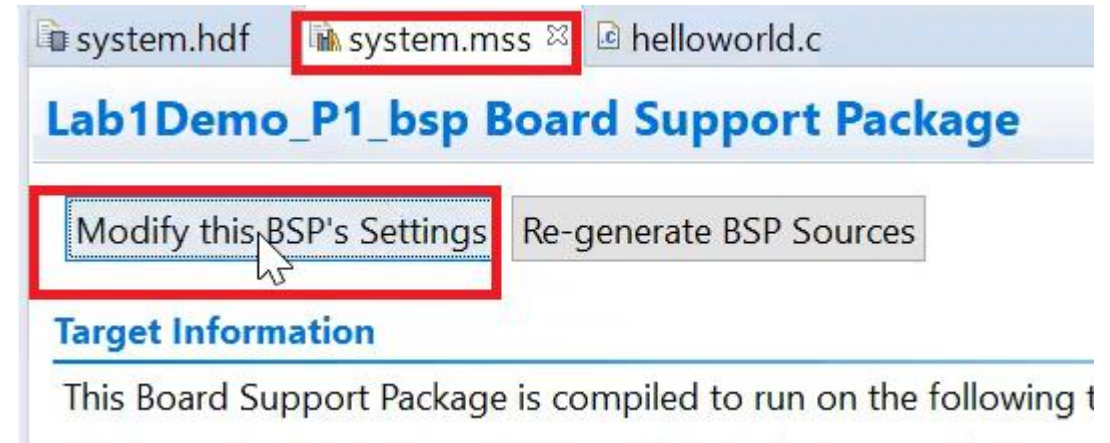 system.hdf system.mss helloworld.c
Lab1Demo_P1_bsp Board Support Package
Modify this BSP's Settings Re-generate BSP Sources
Target Information
This Board Support Package is compiled to run on the following t